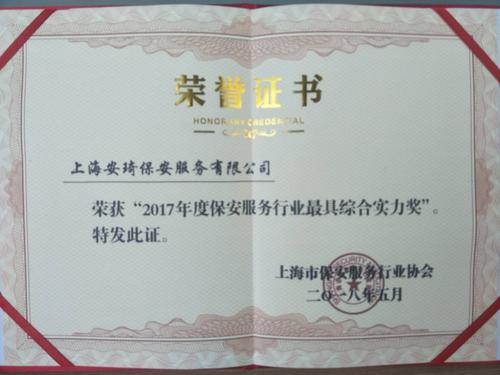 荣誉证书
HONORARY CREDENTIAL
上海安琦保安服务有限公司
荣获“2017年度保安服务行业最具综合实力奖”。
特发此证。
上海市保安服务行业协会
二〇一八年五月